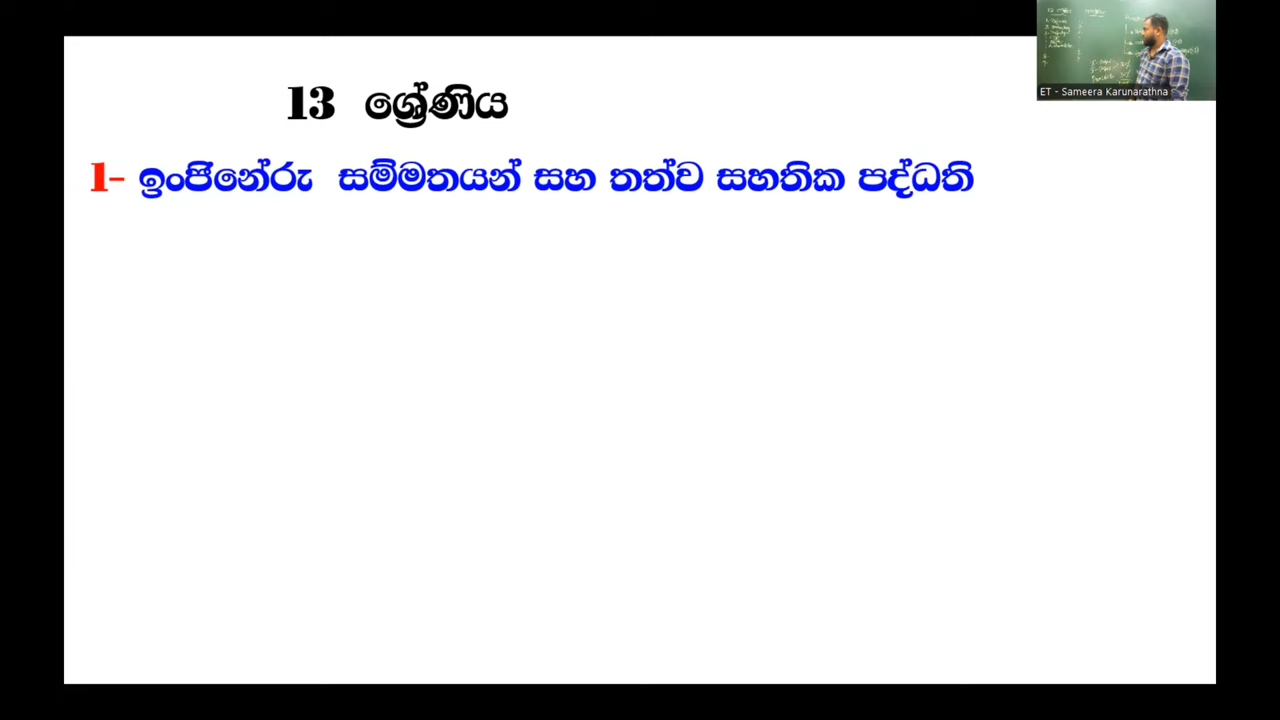 13 ශ්‍රේණිය
1- ඉංජිනේරු සම්මතයන් සහ තත්ව සහතික පද්ධති
ET - Sameera Karunarathna